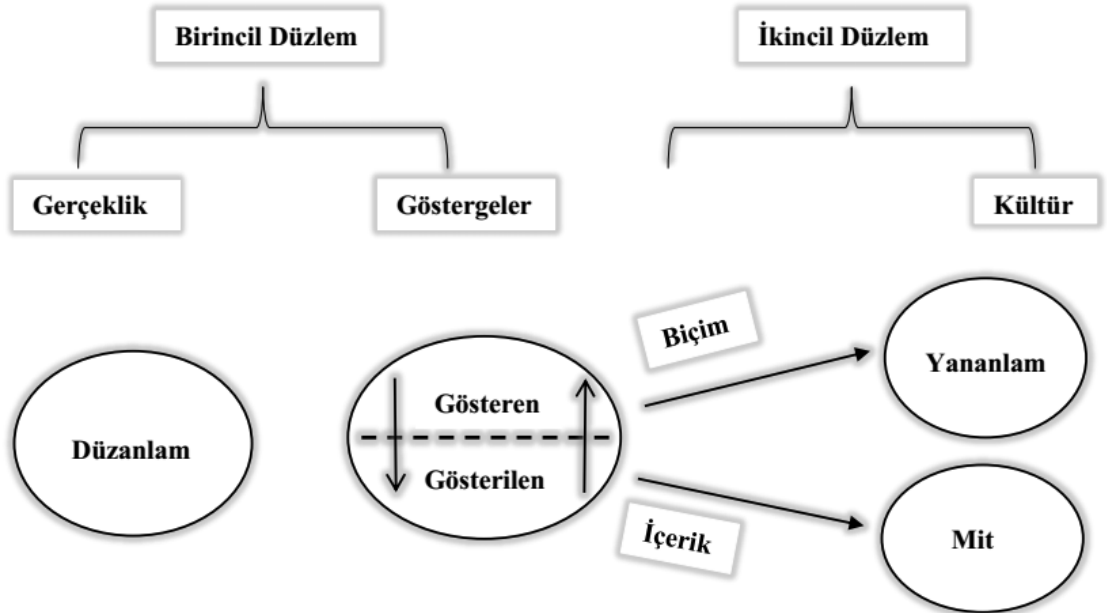 Birincil Düzlem
İkincil Düzlem
Gerçeklik
Göstergeler
Kültür
Düzanlam
Gösteren
Gösterilen
Biçim
İçerik
Yananlam
Mit